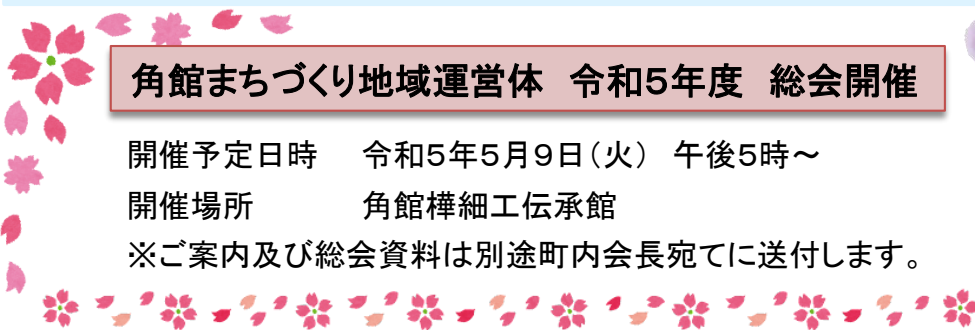 角館まちづくり地域運営体　令和５年度　総会開催
開催予定日時　令和５年５月９日（火）　午後５時～
開催場所　角館樺細工伝承館
※ご案内及び総会資料は別途町内会長宛てに送付します。